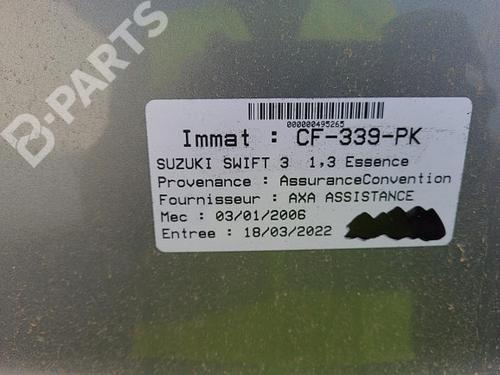 B-PARTS
000000495265
Immat : CF-339-PK
SUZUKI SWIFT 3 1,3 Essence
Provenance : AssuranceConvention
Fournisseur : AXA ASSISTANCE
Mec : 03/01/2006
Entree : 18/03/2022